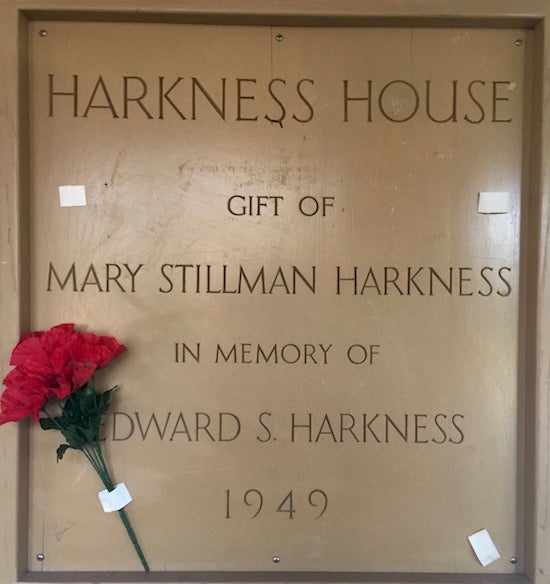 HARKNESS HOUSE
GIFT OF
MARY STILLMAN HARKNESS
IN MEMORY OF
EDWARD S. HARKNESS
1949